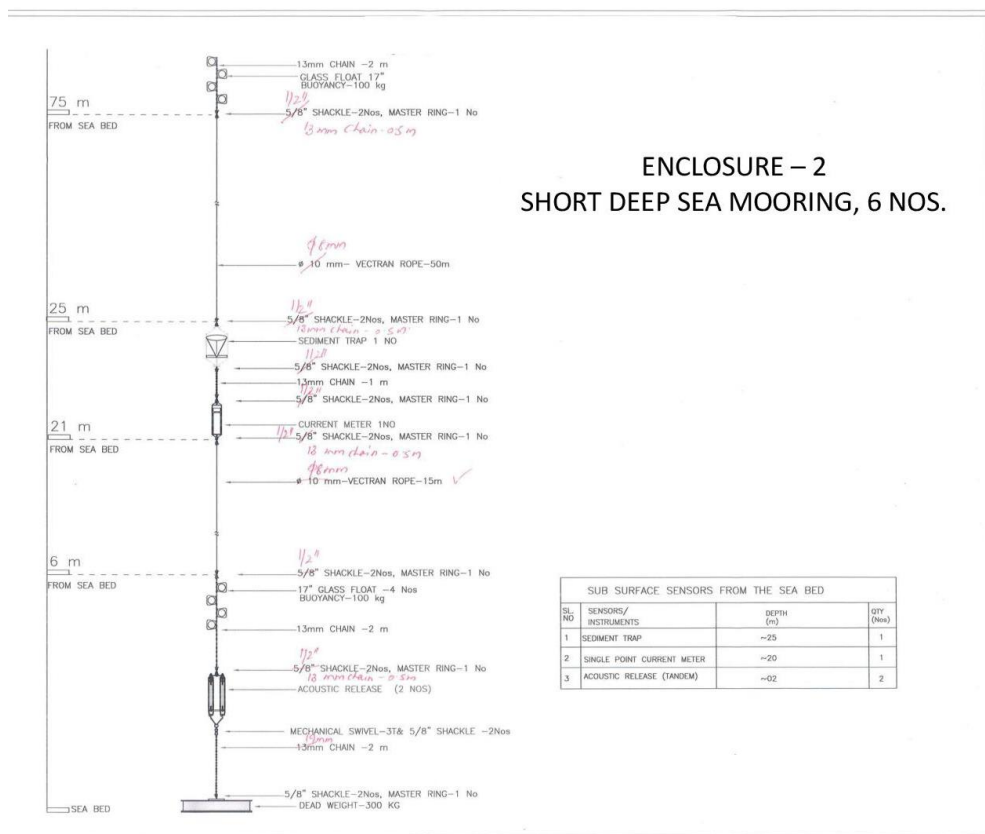 13mm CHAIN -2 m
GLASS FLOAT 17"
BUOYANCY-100 kg
75 m
FROM SEA BED
1/2"
5/8" SHACKLE-2Nos, MASTER RING-1 No
13 mm Chain - 0.5 m
ENCLOSURE – 2
SHORT DEEP SEA MOORING, 6 NOS.
ϕ 8mm
ø 10 mm- VECTRAN ROPE-50m
25 m
FROM SEA BED
1/2"
5/8" SHACKLE-2Nos, MASTER RING-1 No
13mm Chain - 0.5m
SEDIMENT TRAP 1 NO
1/2"
5/8" SHACKLE-2Nos, MASTER RING-1 No
13mm CHAIN -1 m
1/2"
5/8" SHACKLE-2Nos, MASTER RING-1 No
21 m
FROM SEA BED
CURRENT METER 1NO
1/2" 5/8" SHACKLE-2Nos, MASTER RING-1 No
13 mm chain - 0.5m
ϕ8mm
ø 10 mm-VECTRAN ROPE-15m ✓
6 m
FROM SEA BED
1/2"
5/8" SHACKLE-2Nos, MASTER RING-1 No
17" GLASS FLOAT -4 Nos
BUOYANCY-100 kg
13mm CHAIN -2 m
1/2"
5/8" SHACKLE-2Nos, MASTER RING-1 No
13 mm chain - 0.5m
ACOUSTIC RELEASE (2 NOS)
MECHANICAL SWIVEL-3T& 5/8" SHACKLE -2Nos
13mm CHAIN -2 m
5/8" SHACKLE-2Nos, MASTER RING-1 No
DEAD WEIGHT-300 KG
SEA BED
SUB SURFACE SENSORS FROM THE SEA BED
SL. NO SENSORS/ INSTRUMENTS DEPTH (m) QTY (Nos)
1 SEDIMENT TRAP ~25 1
2 SINGLE POINT CURRENT METER ~20 1
3 ACOUSTIC RELEASE (TANDEM) ~02 2